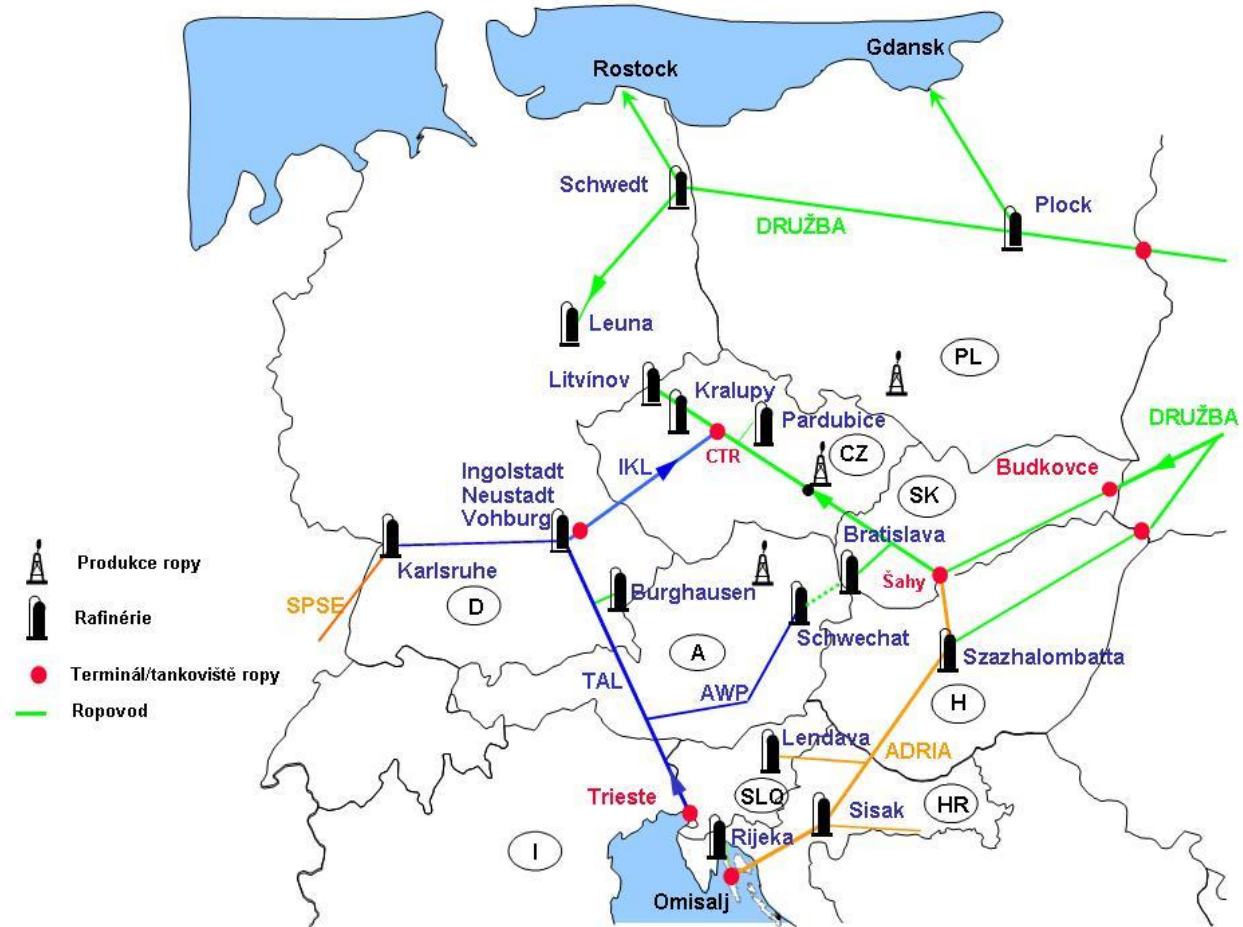 Gdansk
Rostock
Schwedt
Plock
DRUŽBA
Leuna
PL
Litvínov
Kralupy
Pardubice
DRUŽBA
CTR
CZ
Budkovce
IKL
SK
Ingolstadt
Neustadt
Vohburg
Bratislava
Produkce ropy
Karlsruhe
Šahy
SPSE
D
Burghausen
Rafinérie
Schwechat
A
Szazhalombatta
Terminál/tankoviště ropy
TAL
AWP
H
Ropovod
Lendava
ADRIA
Trieste
SLO
Sisak
HR
Rijeka
I
Omisalj